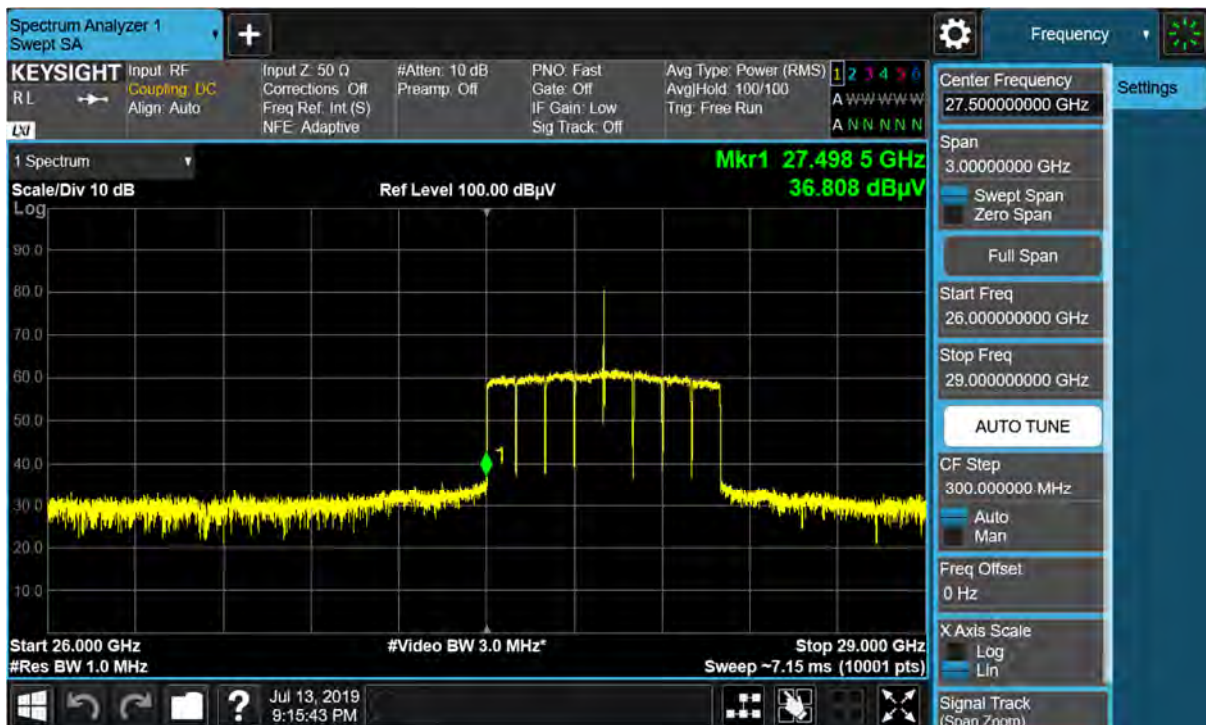 Spectrum Analyzer 1
Swept SA
+
Frequency
KEYSIGHT
R L
LXI
Input: RF
Coupling: DC
Align: Auto
Input Z: 50 Ω
Corrections: Off
Freq Ref: Int (S)
NFE: Adaptive
#Atten: 10 dB
Preamp: Off
PNO: Fast
Gate: Off
IF Gain: Low
Sig Track: Off
Avg Type: Power (RMS)
Avg|Hold: 100/100
Trig: Free Run
1 2 3 4 5 6
A W W W W W
A N N N N N
1 Spectrum
Scale/Div 10 dB
Ref Level 100.00 dBµV
Mkr1 27.498 5 GHz
36.808 dBµV
Log
90.0
80.0
70.0
60.0
50.0
40.0
30.0
20.0
10.0
1
Start 26.000 GHz
#Res BW 1.0 MHz
#Video BW 3.0 MHz*
Stop 29.000 GHz
Sweep ~7.15 ms (10001 pts)
?
Jul 13, 2019
9:15:43 PM
Center Frequency
27.500000000 GHz
Span
3.00000000 GHz
Swept Span
Zero Span
Full Span
Start Freq
26.000000000 GHz
Stop Freq
29.000000000 GHz
AUTO TUNE
CF Step
300.000000 MHz
Auto
Man
Freq Offset
0 Hz
X Axis Scale
Log
Lin
Signal Track
(Span Zoom)
Settings